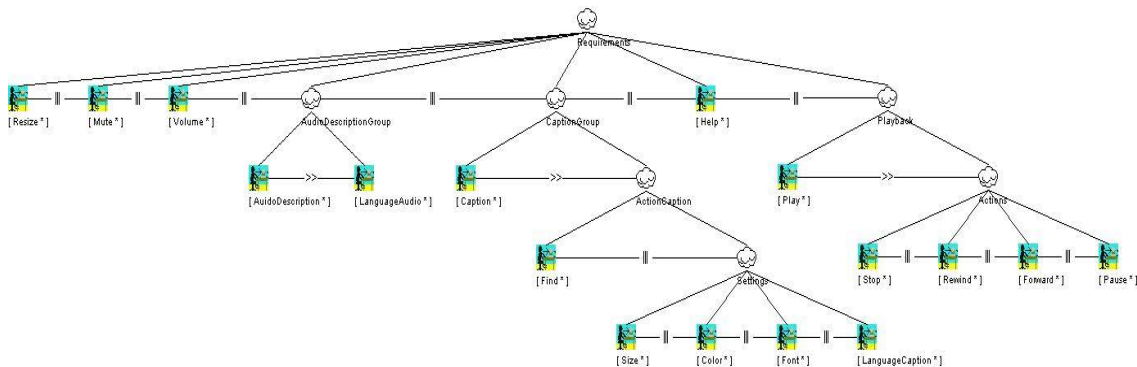 Requirements
||| ||| ||| ||| ||| |||
[ Resize * ] [ Mute * ] [ Volume * ] AudioDescriptionGroup CaptionGroup [ Help * ] Playback
>> >> >>
[ AuidoDescription * ] [ LanguageAudio * ] [ Caption * ] ActionCaption [ Play * ] Actions
||| ||| ||| |||
[ Find * ] Settings [ Stop * ] [ Rewind * ] [ Forward * ] [ Pause * ]
||| ||| |||
[ Size * ] [ Color * ] [ Font * ] [ LanguageCaption * ]